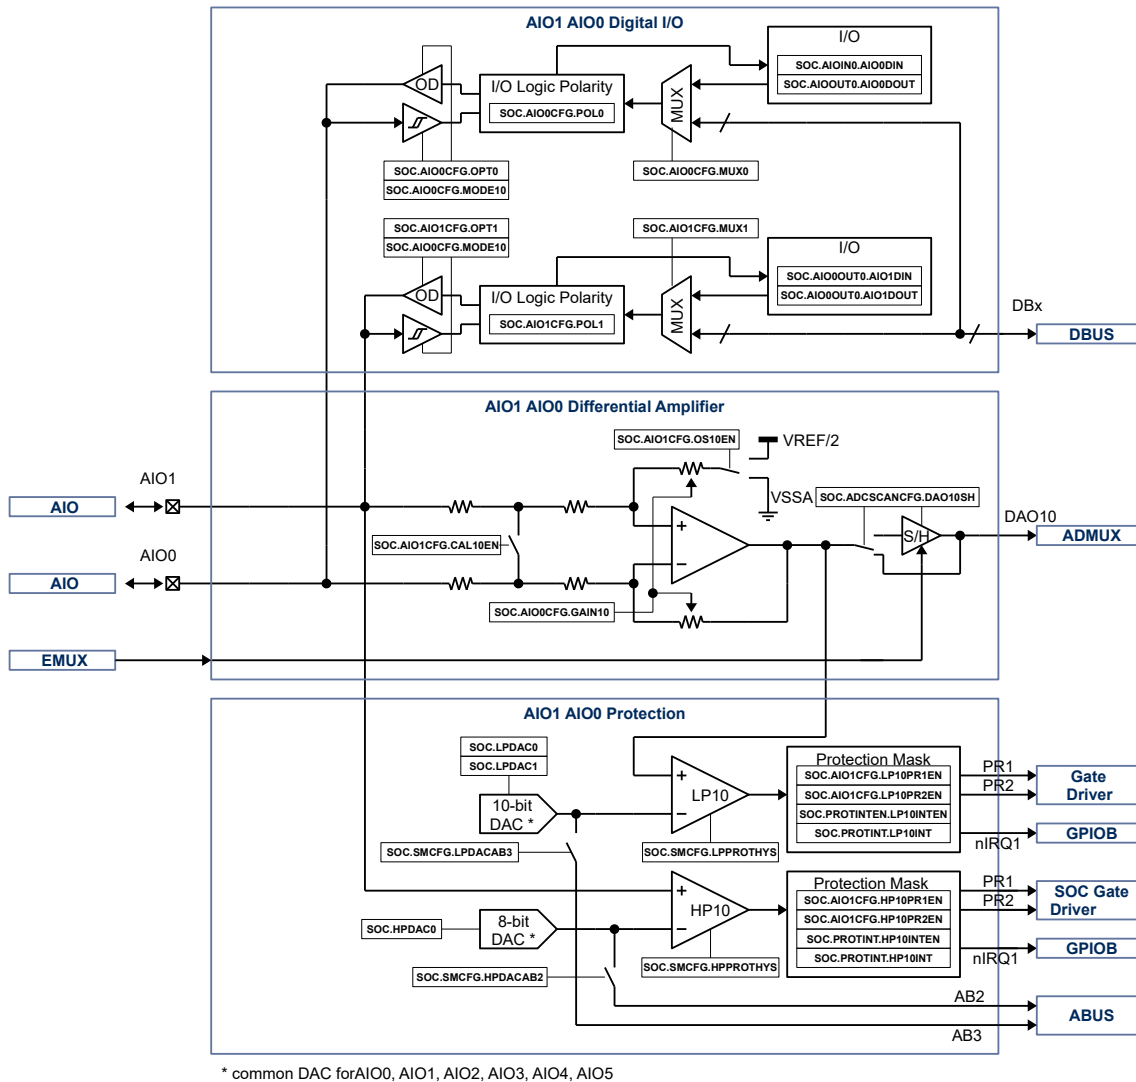 AIO1 AIO0 Digital I/O
I/O
SOC.AIOIN0.AIO0DIN
SOC.AIOOUT0.AIO0DOUT
OD
I/O Logic Polarity
SOC.AIO0CFG.POL0
MUX
SOC.AIO0CFG.OPT0
SOC.AIO0CFG.MODE10
SOC.AIO0CFG.MUX0
SOC.AIO1CFG.OPT1
SOC.AIO0CFG.MODE10
SOC.AIO1CFG.MUX1
I/O
SOC.AIO0OUT0.AIO1DIN
SOC.AIO0OUT0.AIO1DOUT
OD
I/O Logic Polarity
SOC.AIO1CFG.POL1
MUX
DBx
DBUS
AIO1 AIO0 Differential Amplifier
SOC.AIO1CFG.OS10EN
VREF/2
AIO1
AIO
VSSA
SOC.ADCSCANCFG.DAO10SH
DAO10
+
S/H
ADMUX
SOC.AIO1CFG.CAL10EN
AIO0
AIO
−
SOC.AIO0CFG.GAIN10
EMUX
AIO1 AIO0 Protection
SOC.LPDAC0
SOC.LPDAC1
10-bit
DAC *
+
LP10
−
Protection Mask
SOC.AIO1CFG.LP10PR1EN
SOC.AIO1CFG.LP10PR2EN
SOC.PROTINTEN.LP10INTEN
SOC.PROTINT.LP10INT
PR1
PR2
Gate
Driver
nIRQ1
GPIOB
SOC.SMCFG.LPDACAB3
SOC.SMCFG.LPPROTHYS
SOC.HPDAC0
8-bit
DAC *
+
HP10
−
Protection Mask
SOC.AIO1CFG.HP10PR1EN
SOC.AIO1CFG.HP10PR2EN
SOC.PROTINT.HP10INTEN
SOC.PROTINT.HP10INT
PR1
PR2
SOC Gate
Driver
nIRQ1
GPIOB
SOC.SMCFG.HPDACAB2
SOC.SMCFG.HPPROTHYS
AB2
AB3
ABUS
* common DAC forAIO0, AIO1, AIO2, AIO3, AIO4, AIO5